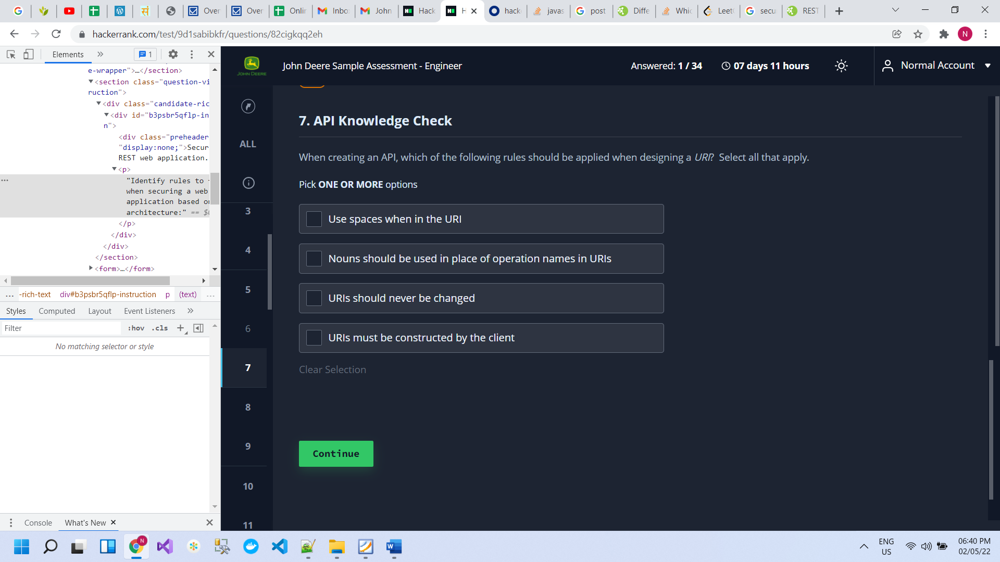 Over
Over
Onlin
Inbo
John
Hack
H
hack
javas
post
Diffe
Whic
Leet
secu
REST
hackerrank.com/test/9d1sabibkfr/questions/82cigkqq2eh
N
Elements
1
e-wrapper">…</section>
<section class="question-vi
ruction">
<div class="candidate-ric
<div id="b3psbr5qflp-in
n">
<div class="preheader
"display:none;">Secur
REST web application.
<p>
"Identify rules to
when securing a web
application based o
architecture:" == $
</p>
</div>
</div>
</section>
<form>…</form>
... -rich-text div#b3psbr5qflp-instruction p (text) ...
Styles Computed Layout Event Listeners
Filter
:hov .cls
No matching selector or style
Console What's New
JOHN DEERE
John Deere Sample Assessment - Engineer
Answered: 1 / 34
07 days 11 hours
Normal Account
ALL
3
4
5
6
7
8
9
10
11
7. API Knowledge Check
When creating an API, which of the following rules should be applied when designing a URI? Select all that apply.
Pick ONE OR MORE options
Use spaces when in the URI
Nouns should be used in place of operation names in URIs
URIs should never be changed
URIs must be constructed by the client
Clear Selection
Continue
N
ENG
US
06:40 PM
02/05/22